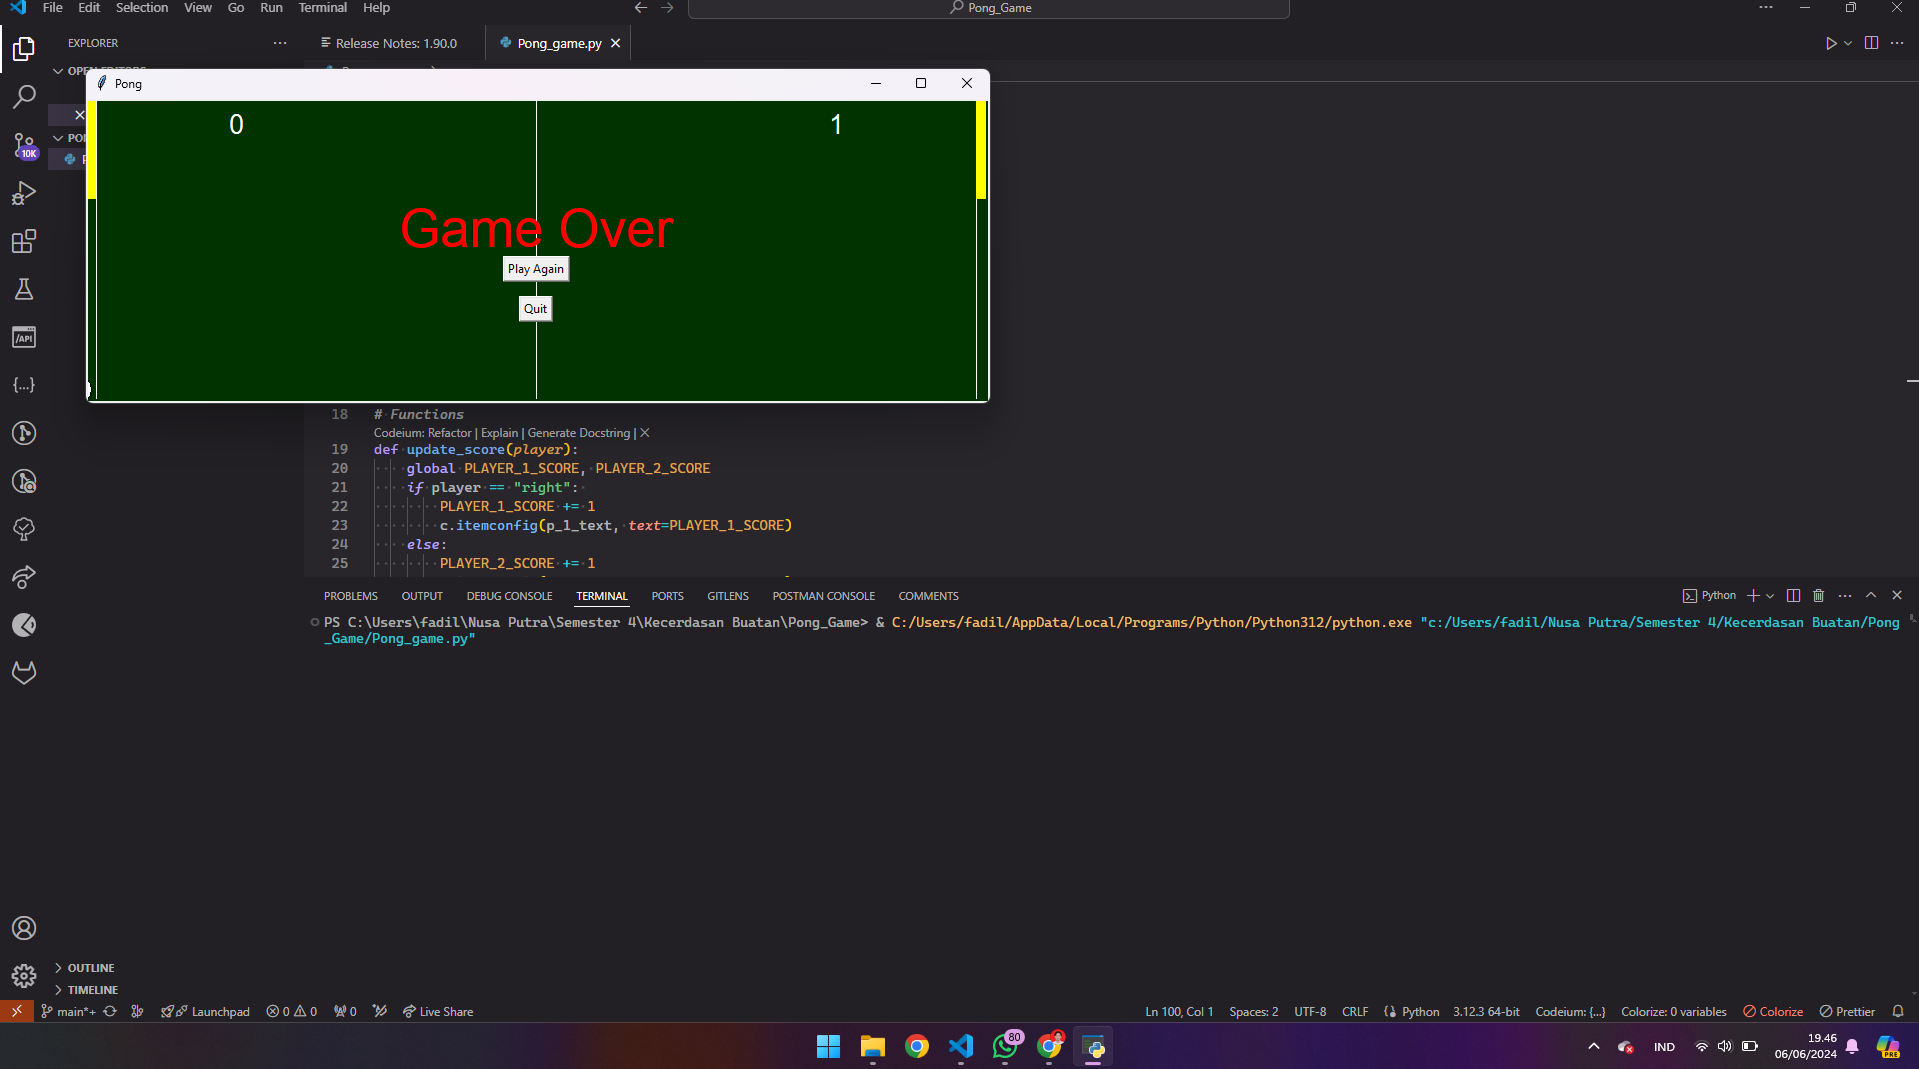 File Edit Selection View Go Run Terminal Help
Pong_Game
EXPLORER
Release Notes: 1.90.0
Pong_game.py
Pong
0
1
Game Over
Play Again
Quit
10K
/API
18 # Functions
Codeium: Refactor | Explain | Generate Docstring | X
19 def update_score(player):
20 global PLAYER_1_SCORE, PLAYER_2_SCORE
21 if player == "right":
22 PLAYER_1_SCORE += 1
23 c.itemconfig(p_1_text, text=PLAYER_1_SCORE)
24 else:
25 PLAYER_2_SCORE += 1
PROBLEMS OUTPUT DEBUG CONSOLE TERMINAL PORTS GITLENS POSTMAN CONSOLE COMMENTS
Python
PS C:\Users\fadil\Nusa Putra\Semester 4\Kecerdasan Buatan\Pong_Game> & C:/Users/fadil/AppData/Local/Programs/Python/Python312/python.exe "c:/Users/fadil/Nusa Putra/Semester 4/Kecerdasan Buatan/Pong
_Game/Pong_game.py"
OUTLINE
TIMELINE
main*+ Launchpad 0 0 0 Live Share
Ln 100, Col 1 Spaces: 2 UTF-8 CRLF Python 3.12.3 64-bit Codeium: {...} Colorize: 0 variables Colorize Prettier
80
IND
19.46
06/06/2024
PRE